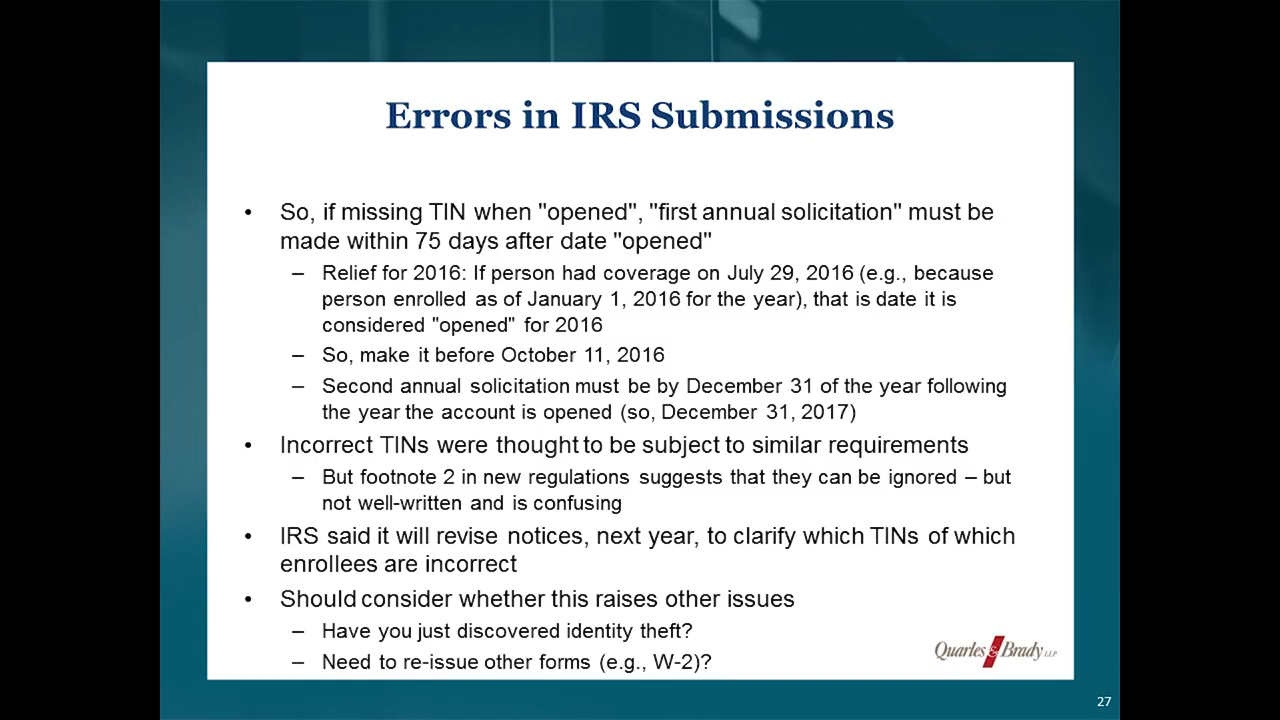 Errors in IRS Submissions
• So, if missing TIN when "opened", "first annual solicitation" must be
made within 75 days after date "opened"
– Relief for 2016: If person had coverage on July 29, 2016 (e.g., because
person enrolled as of January 1, 2016 for the year), that is date it is
considered "opened" for 2016
– So, make it before October 11, 2016
– Second annual solicitation must be by December 31 of the year following
the year the account is opened (so, December 31, 2017)
• Incorrect TINs were thought to be subject to similar requirements
– But footnote 2 in new regulations suggests that they can be ignored – but
not well-written and is confusing
• IRS said it will revise notices, next year, to clarify which TINs of which
enrollees are incorrect
• Should consider whether this raises other issues
– Have you just discovered identity theft?
– Need to re-issue other forms (e.g., W-2)?
Quarles & Brady LLP
27